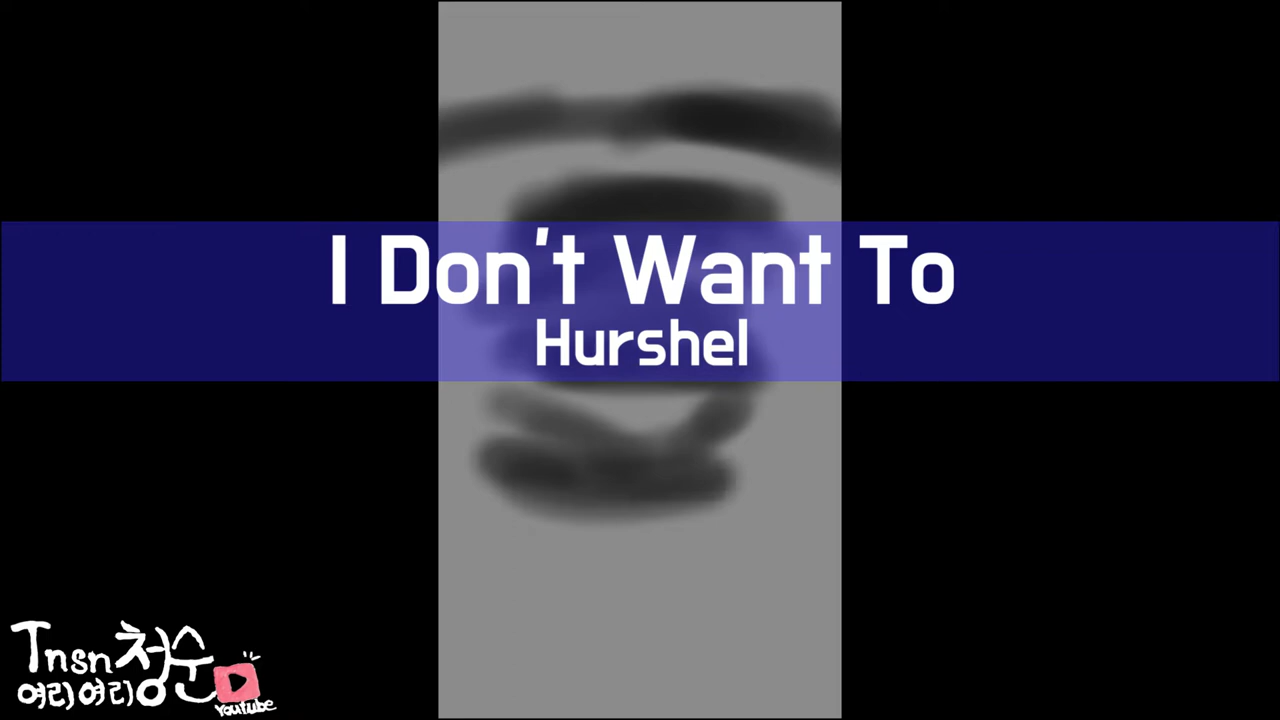 I Don't Want To
Hurshel
Tnsn청순
여리여리
YouTube